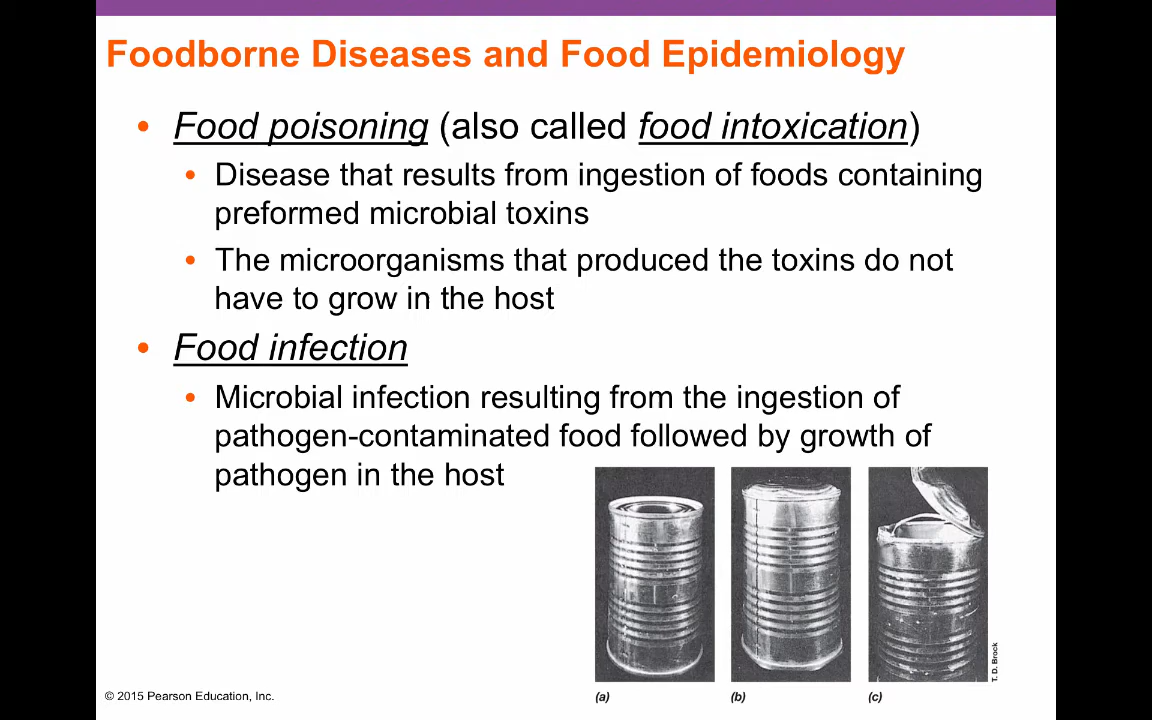 Foodborne Diseases and Food Epidemiology
• Food poisoning (also called food intoxication)
• Disease that results from ingestion of foods containing
preformed microbial toxins
• The microorganisms that produced the toxins do not
have to grow in the host
• Food infection
• Microbial infection resulting from the ingestion of
pathogen-contaminated food followed by growth of
pathogen in the host
T. D. Brock
© 2015 Pearson Education, Inc.
(a)
(b)
(c)